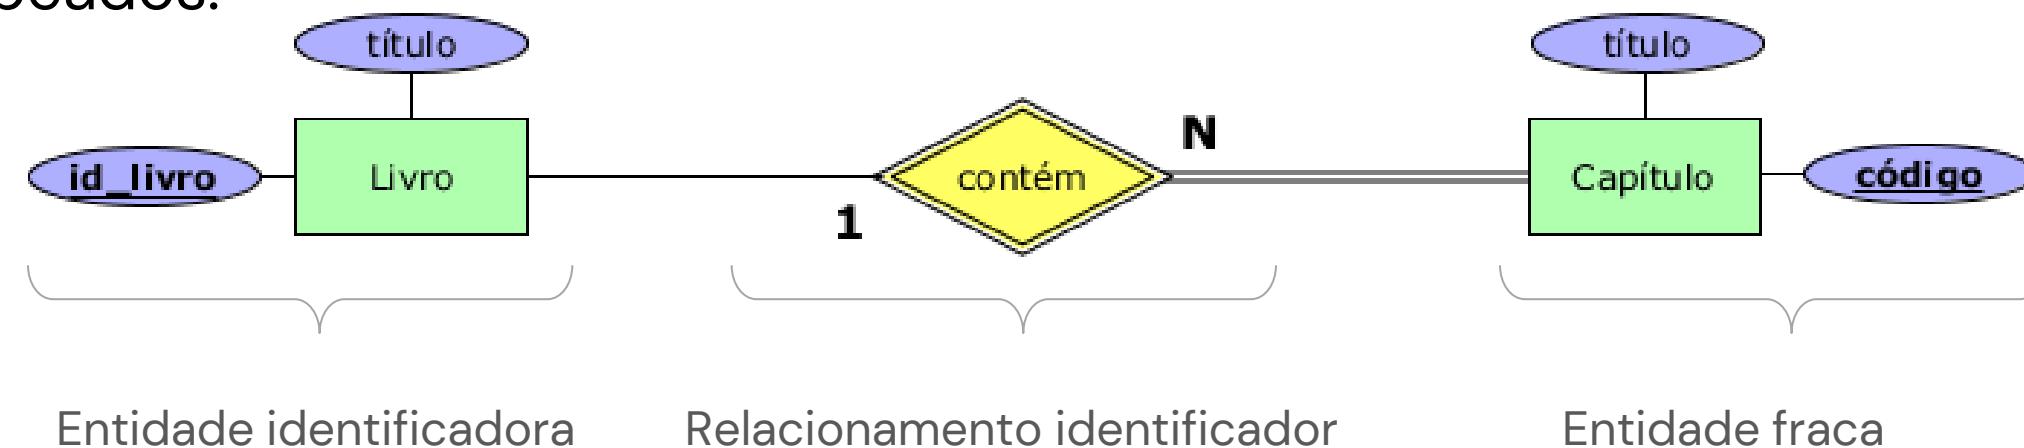 título
título
N
id_livro
Livro
contém
Capítulo
código
1
Entidade identificadora
Relacionamento identificador
Entidade fraca